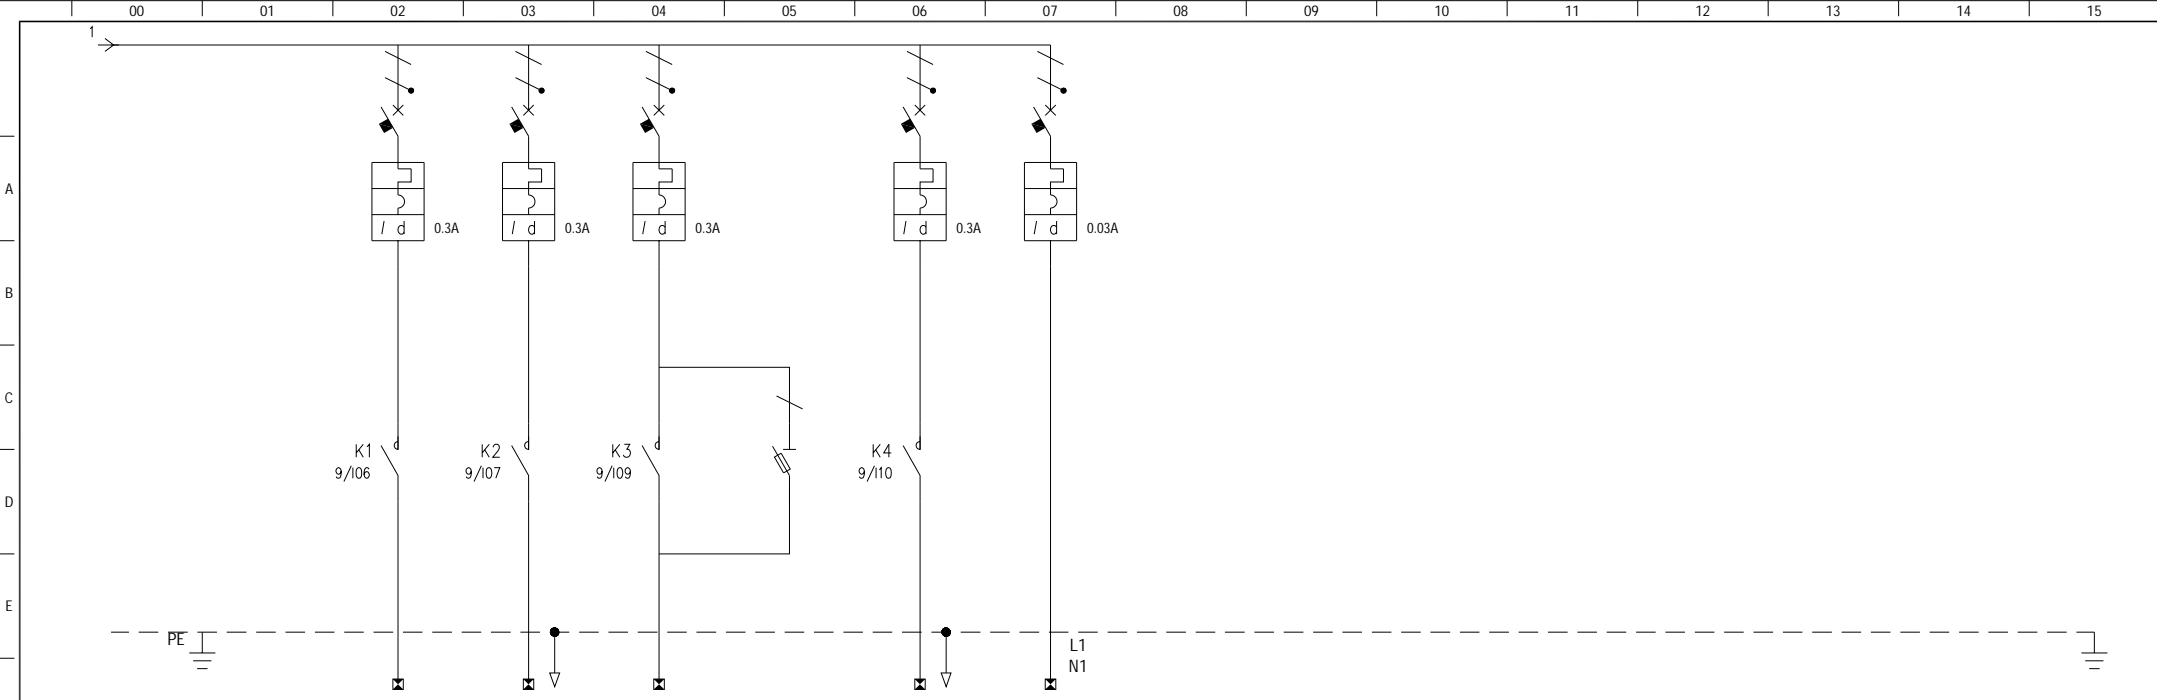 00 01 02 03 04 05 06 07 08 09 10 11 12 13 14 15
1
A
I d 0.3A I d 0.3A I d 0.3A I d 0.3A I d 0.03A
B
C
K1 K2 K3 K4
9/I06 9/I07 9/I09 9/I10
D
E
PE
L1
N1